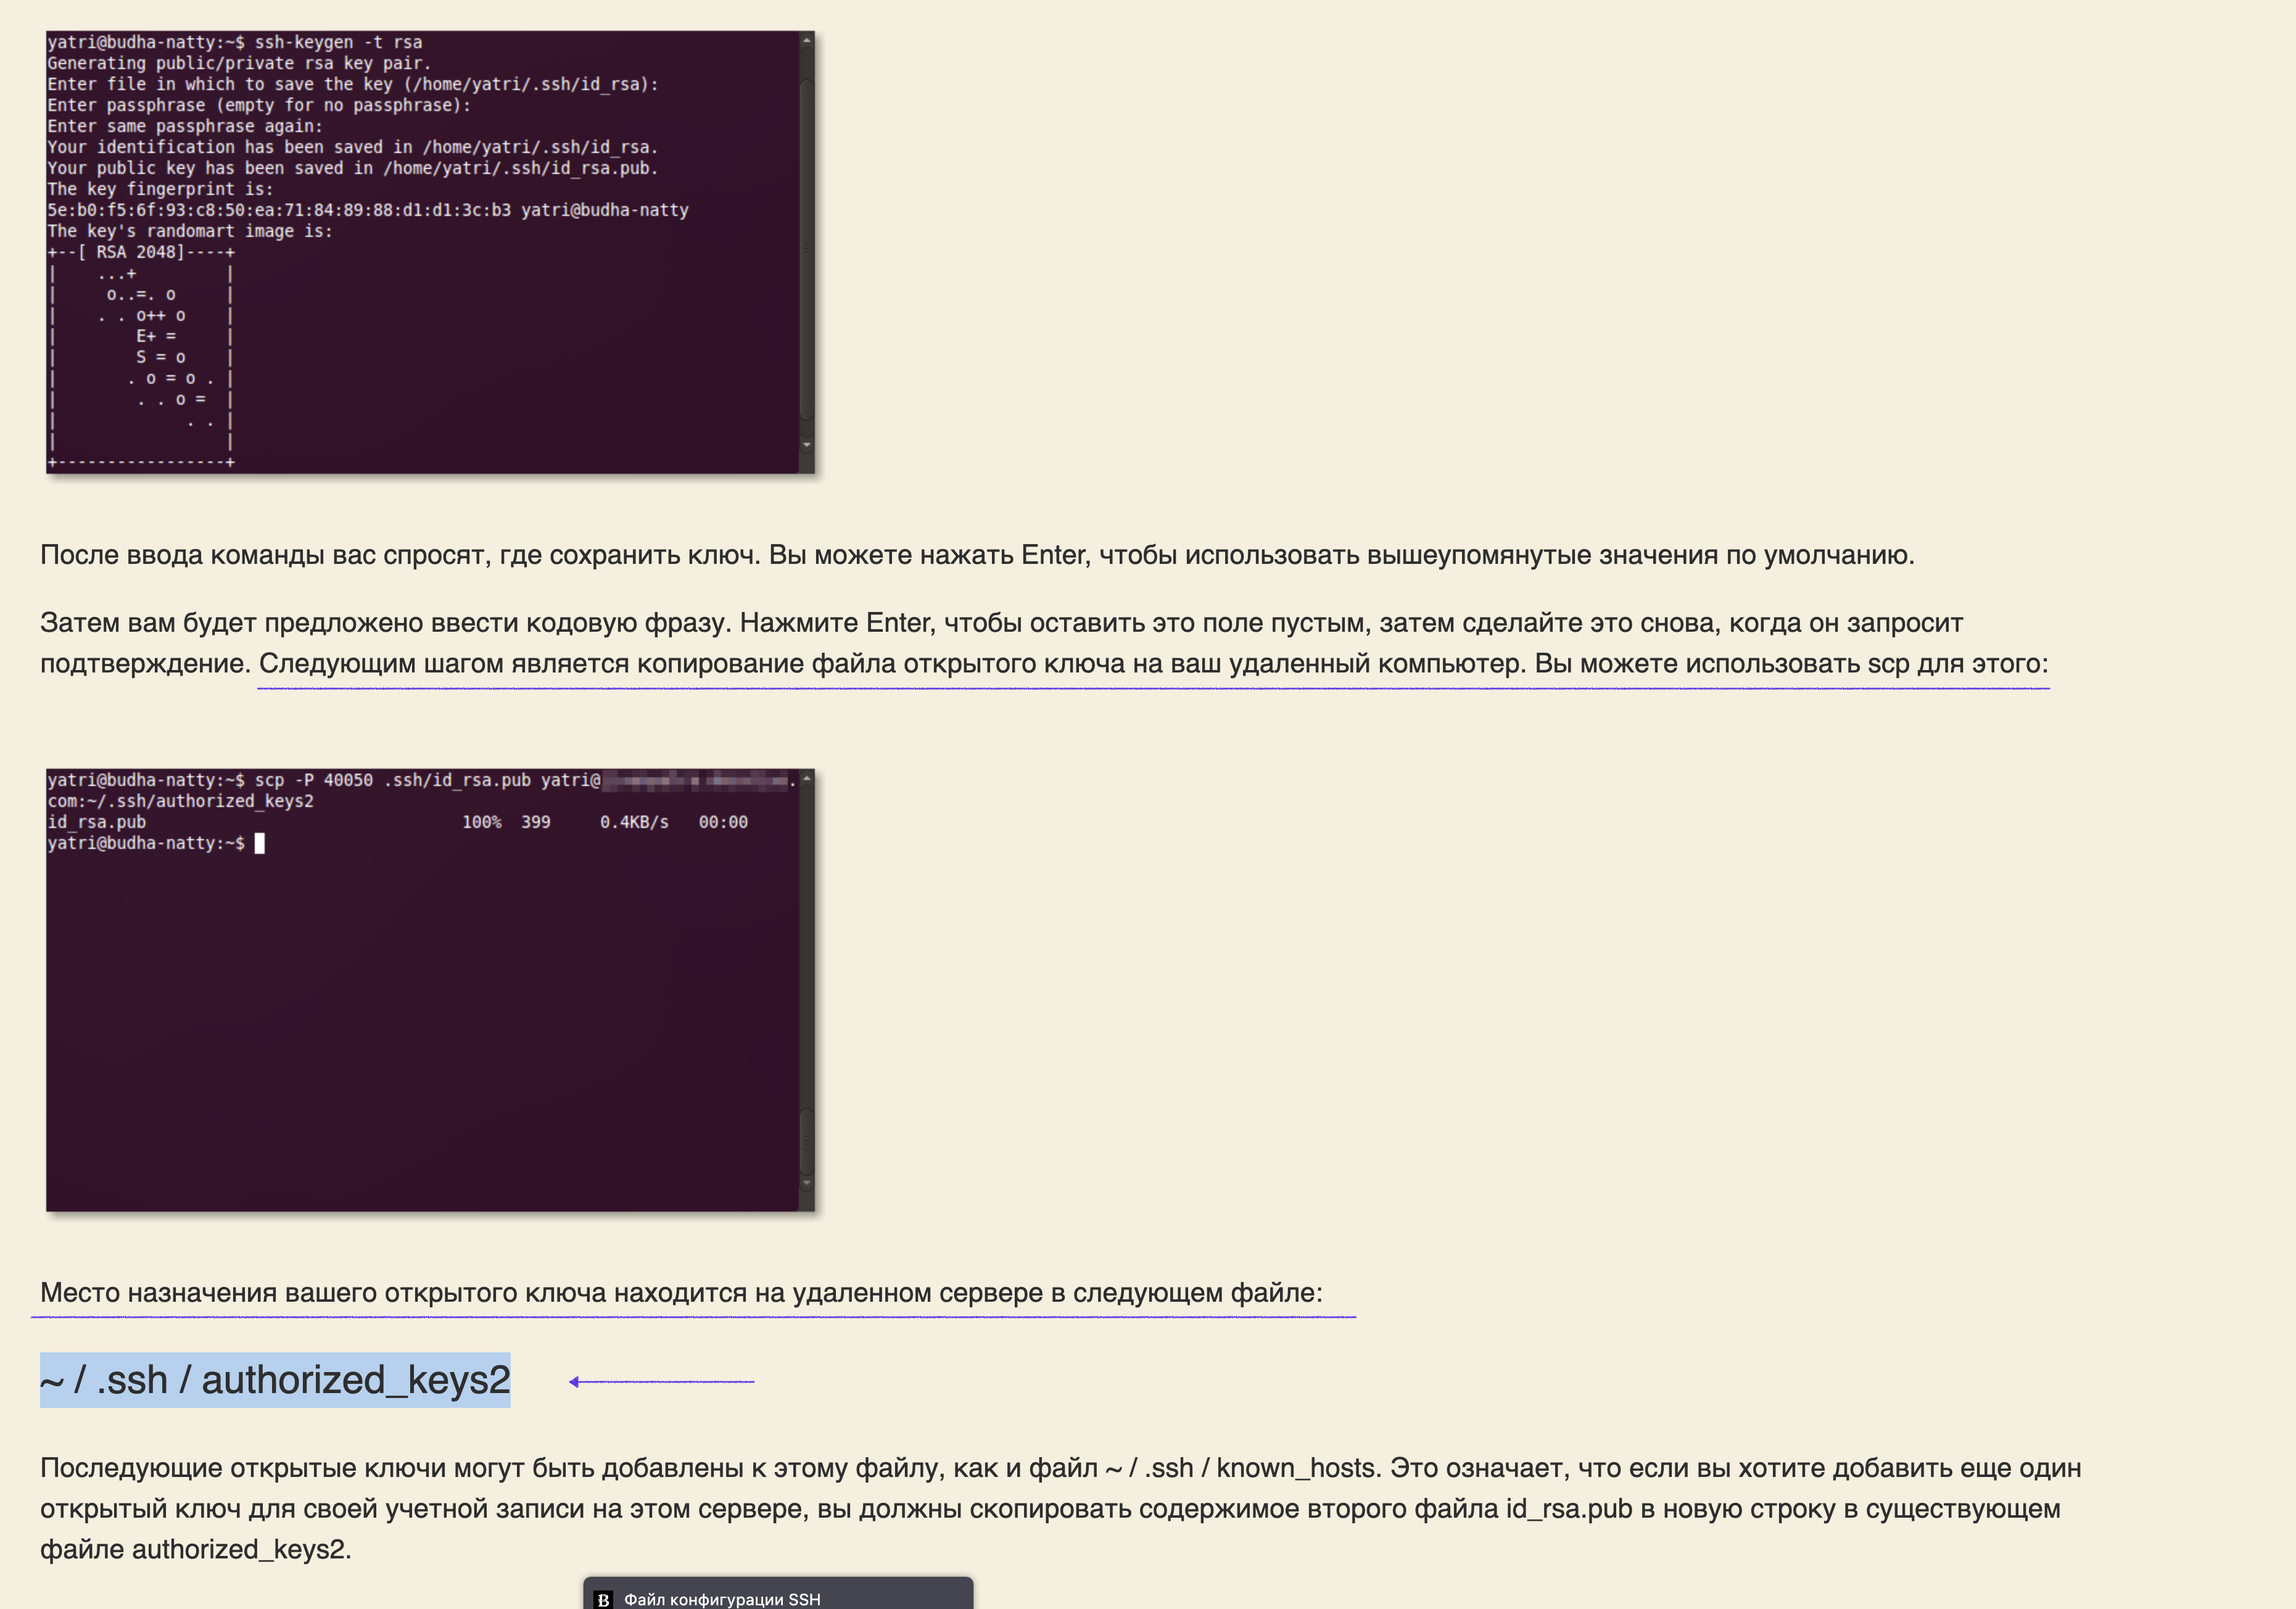 yatri@budha-natty:~$ ssh-keygen -t rsa
Generating public/private rsa key pair.
Enter file in which to save the key (/home/yatri/.ssh/id_rsa):
Enter passphrase (empty for no passphrase):
Enter same passphrase again:
Your identification has been saved in /home/yatri/.ssh/id_rsa.
Your public key has been saved in /home/yatri/.ssh/id_rsa.pub.
The key fingerprint is:
5e:b0:f5:6f:93:c8:50:ea:71:84:89:88:d1:d1:3c:b3 yatri@budha-natty
The key's randomart image is:
+--[ RSA 2048]----+
|    ...+         |
|     o..=. o     |
|    . . o++ o    |
|        E+ =     |
|        S = o    |
|       . o = o . |
|        . . o =  |
|             . . |
|                 |
+-----------------+
После ввода команды вас спросят, где сохранить ключ. Вы можете нажать Enter, чтобы использовать вышеупомянутые значения по умолчанию.
Затем вам будет предложено ввести кодовую фразу. Нажмите Enter, чтобы оставить это поле пустым, затем сделайте это снова, когда он запросит
подтверждение. Следующим шагом является копирование файла открытого ключа на ваш удаленный компьютер. Вы можете использовать scp для этого:
yatri@budha-natty:~$ scp -P 40050 .ssh/id_rsa.pub yatri@ .
com:~/.ssh/authorized_keys2
id_rsa.pub 100% 399 0.4KB/s 00:00
yatri@budha-natty:~$
Место назначения вашего открытого ключа находится на удаленном сервере в следующем файле:
~ / .ssh / authorized_keys2
Последующие открытые ключи могут быть добавлены к этому файлу, как и файл ~ / .ssh / known_hosts. Это означает, что если вы хотите добавить еще один
открытый ключ для своей учетной записи на этом сервере, вы должны скопировать содержимое второго файла id_rsa.pub в новую строку в существующем
файле authorized_keys2.
B Файл конфигурации SSH